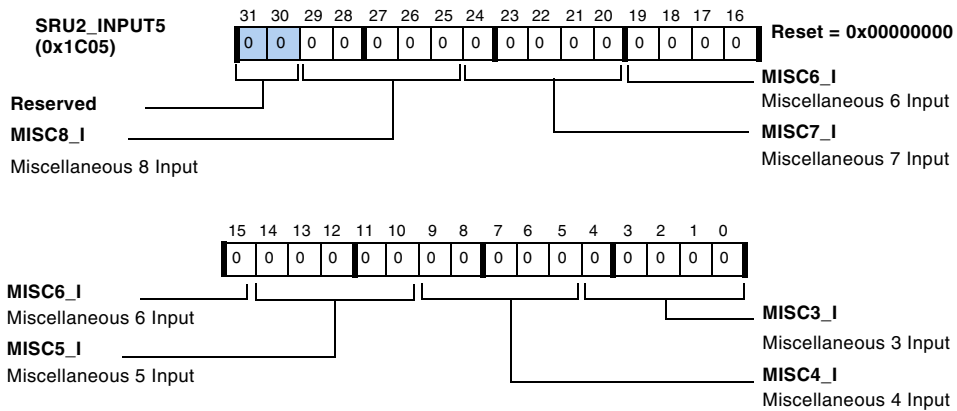 SRU2_INPUT5
(0x1C05)
31 30 29 28 27 26 25 24 23 22 21 20 19 18 17 16
0 0 0 0 0 0 0 0 0 0 0 0 0 0 0 0
Reset = 0x00000000
Reserved
MISC8_I
Miscellaneous 8 Input
MISC6_I
Miscellaneous 6 Input
MISC7_I
Miscellaneous 7 Input
15 14 13 12 11 10 9 8 7 6 5 4 3 2 1 0
0 0 0 0 0 0 0 0 0 0 0 0 0 0 0 0
MISC6_I
Miscellaneous 6 Input
MISC5_I
Miscellaneous 5 Input
MISC3_I
Miscellaneous 3 Input
MISC4_I
Miscellaneous 4 Input